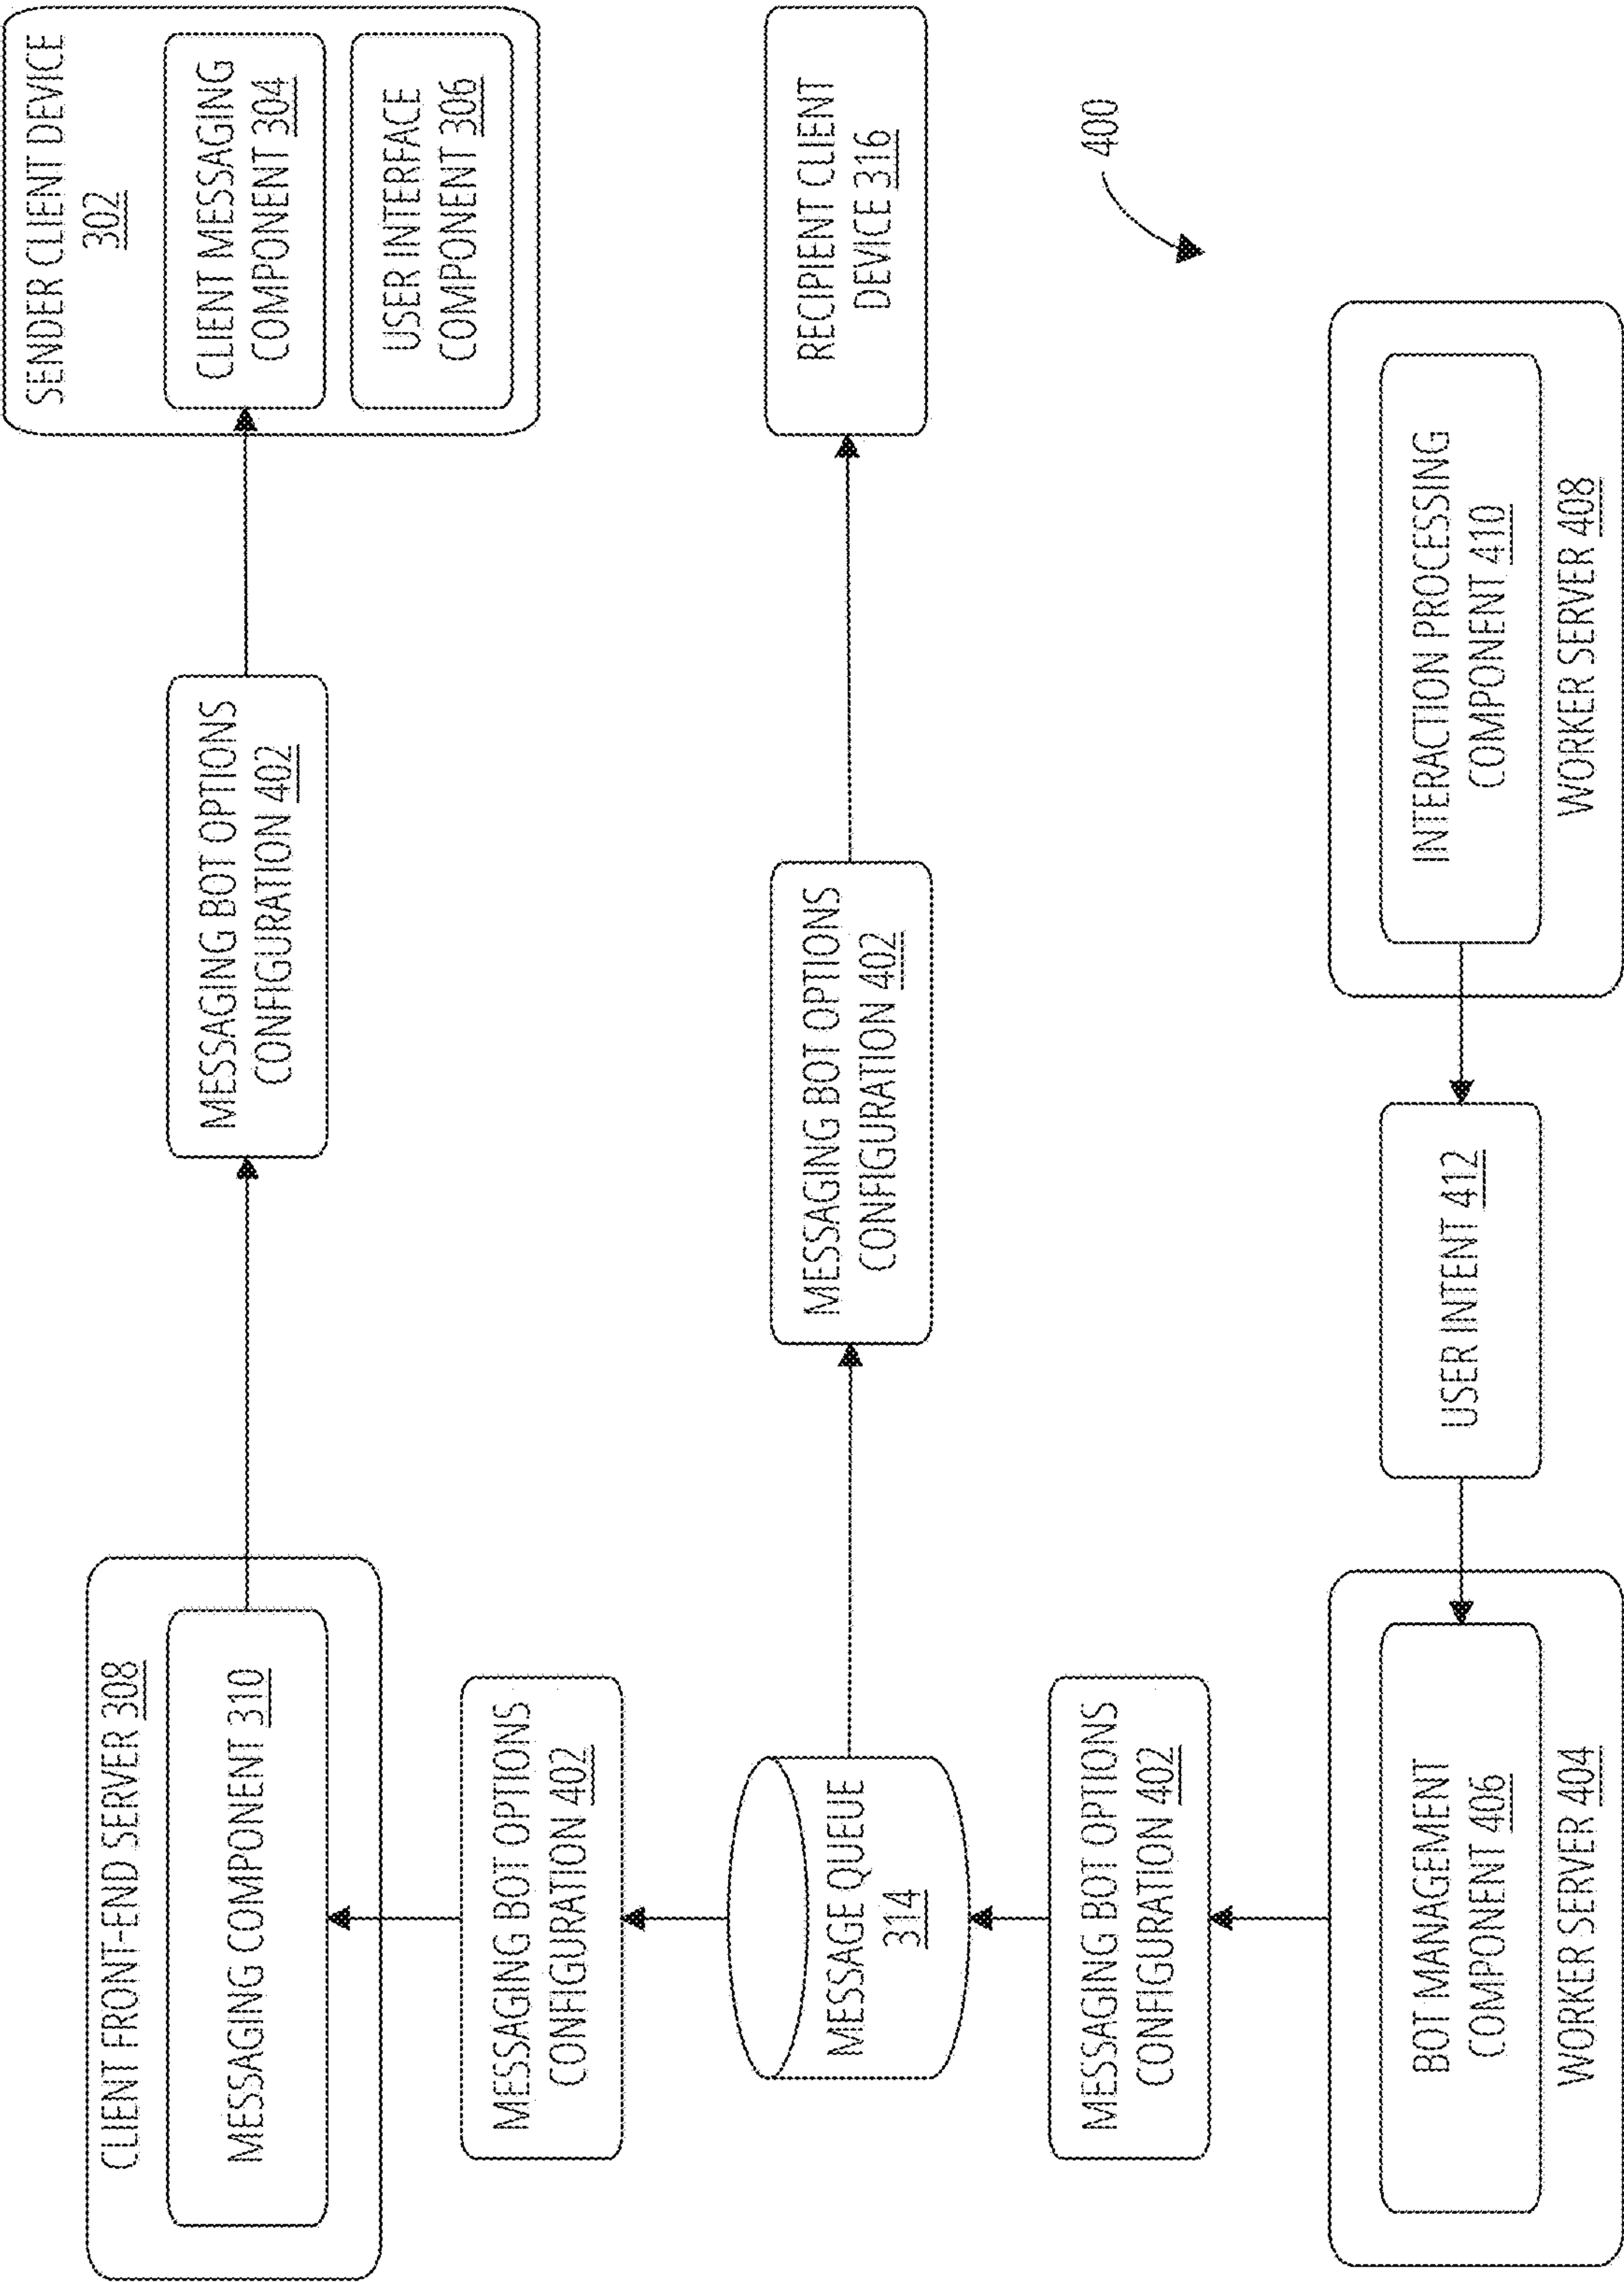 CLIENT FRONT-END SERVER 308
MESSAGING COMPONENT 310
MESSAGING BOT OPTIONS
CONFIGURATION 402
SENDER CLIENT DEVICE
302
CLIENT MESSAGING
COMPONENT 304
USER INTERFACE
COMPONENT 306
MESSAGING BOT OPTIONS
CONFIGURATION 402
MESSAGE QUEUE
314
MESSAGING BOT OPTIONS
CONFIGURATION 402
RECIPIENT CLIENT
DEVICE 316
MESSAGING BOT OPTIONS
CONFIGURATION 402
400
BOT MANAGEMENT
COMPONENT 406
WORKER SERVER 404
USER INTENT 412
INTERACTION PROCESSING
COMPONENT 410
WORKER SERVER 408